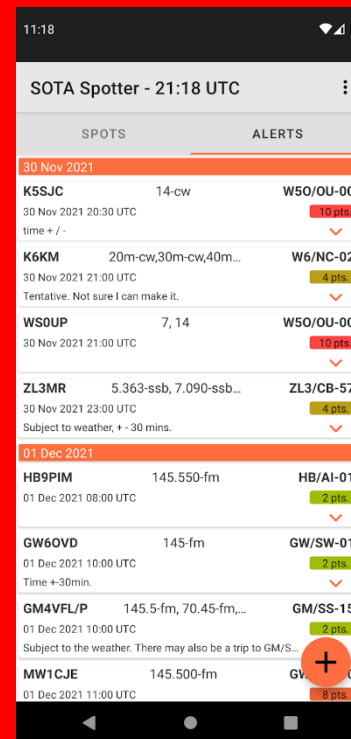 11:18
SOTA Spotter - 21:18 UTC
SPOTS ALERTS
30 Nov 2021
K5SJC 14-cw W5O/OU-00
30 Nov 2021 20:30 UTC 10 pts.
time + / -
K6KM 20m-cw,30m-cw,40m... W6/NC-02
30 Nov 2021 21:00 UTC 4 pts.
Tentative. Not sure I can make it.
WS0UP 7, 14 W5O/OU-00
30 Nov 2021 21:00 UTC 10 pts.
ZL3MR 5.363-ssb, 7.090-ssb... ZL3/CB-57
30 Nov 2021 23:00 UTC 4 pts.
Subject to weather, + - 30 mins.
01 Dec 2021
HB9PIM 145.550-fm HB/AI-01
01 Dec 2021 08:00 UTC 2 pts.
GW6OVD 145-fm GW/SW-01
01 Dec 2021 10:00 UTC 2 pts.
Time +-30min.
GM4VFL/P 145.5-fm, 70.45-fm,... GM/SS-15
01 Dec 2021 10:00 UTC 2 pts.
Subject to the weather. There may also be a trip to GM/S...
MW1CJE 145.500-fm
01 Dec 2021 11:00 UTC 8 pts.